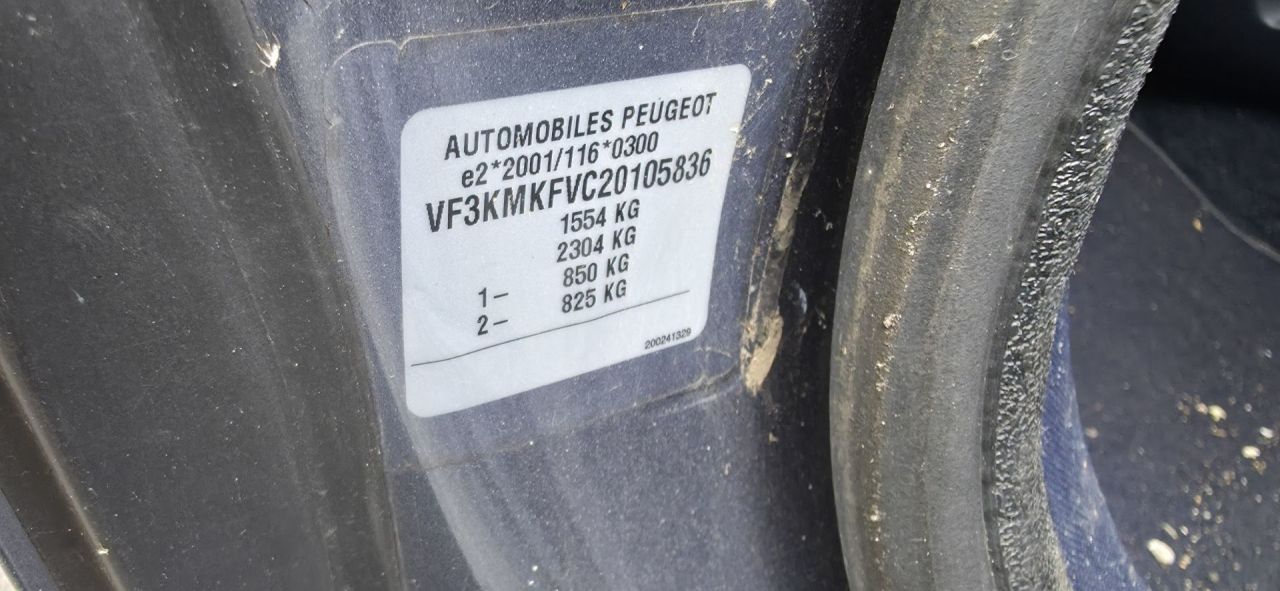 AUTOMOBILES PEUGEOT
e2*2001/116*0300
VF3KMKFVC20105836
1554 KG
2304 KG
1– 850 KG
2– 825 KG
200241329